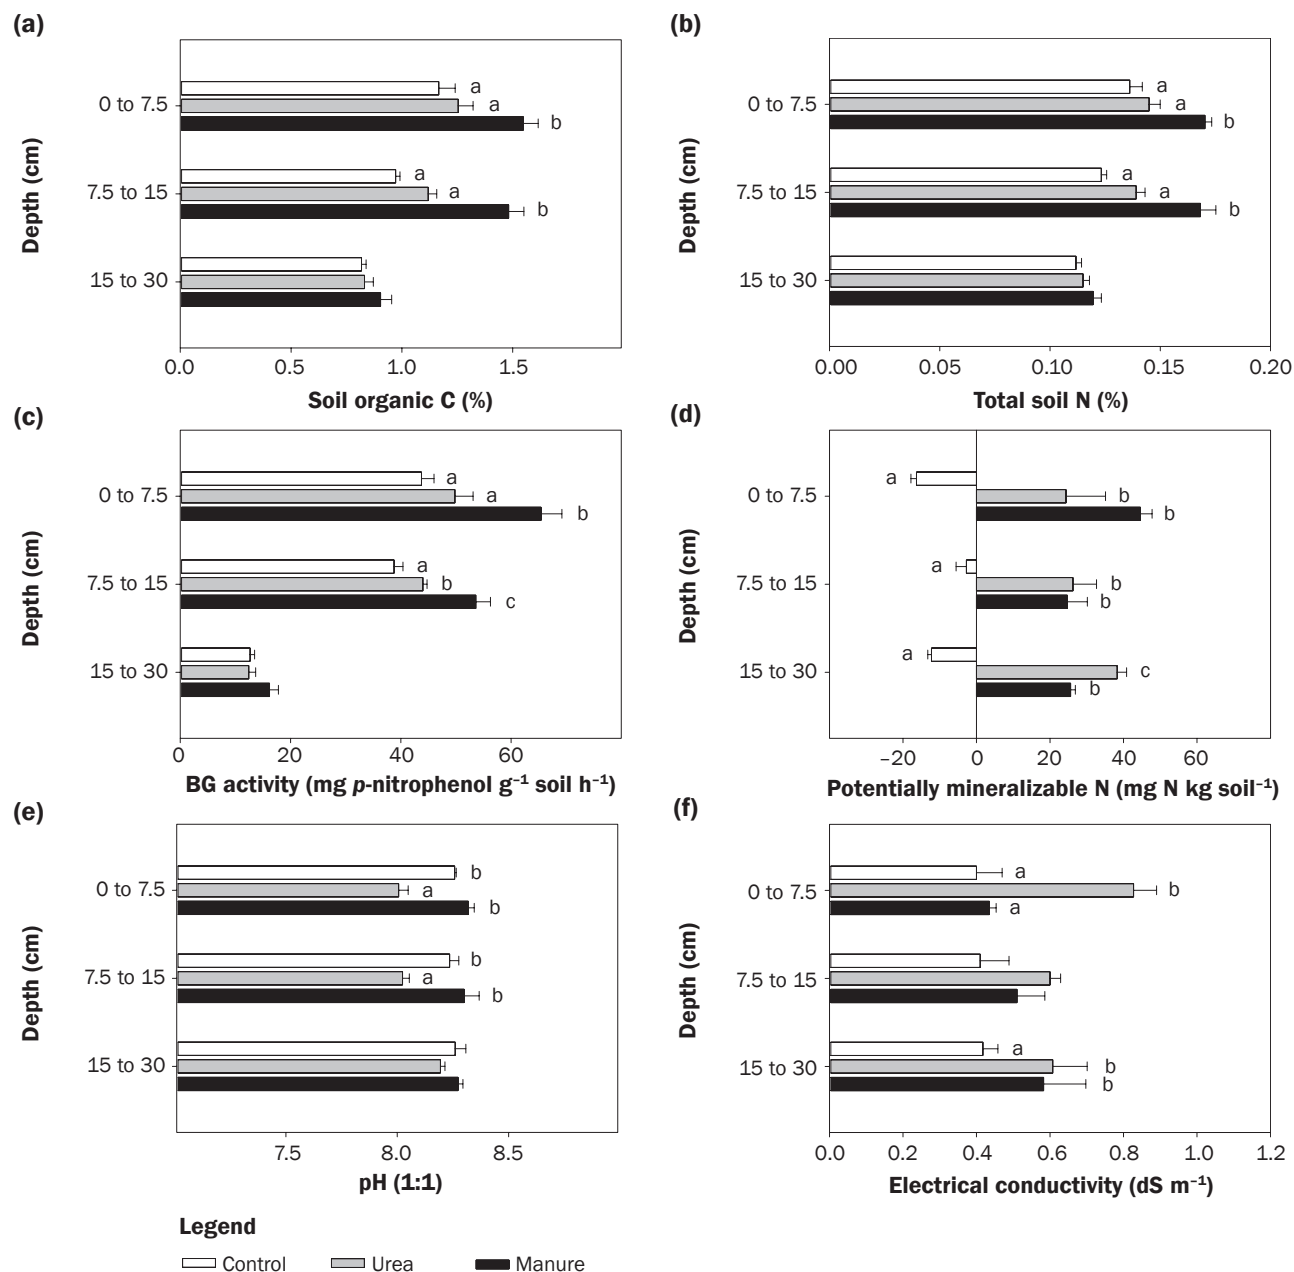 (a)
Depth (cm)
0 to 7.5
a
a
b
7.5 to 15
a
a
b
15 to 30
0.0 0.5 1.0 1.5
Soil organic C (%)
(b)
Depth (cm)
0 to 7.5
a
a
b
7.5 to 15
a
a
b
15 to 30
0.00 0.05 0.10 0.15 0.20
Total soil N (%)
(c)
Depth (cm)
0 to 7.5
a
a
b
7.5 to 15
a
b
c
15 to 30
0 20 40 60
BG activity (mg p-nitrophenol g⁻¹ soil h⁻¹)
(d)
Depth (cm)
0 to 7.5
a
b
b
7.5 to 15
a
b
b
15 to 30
a
c
b
–20 0 20 40 60
Potentially mineralizable N (mg N kg soil⁻¹)
(e)
Depth (cm)
0 to 7.5
b
a
b
7.5 to 15
b
a
b
15 to 30
7.5 8.0 8.5
pH (1:1)
(f)
Depth (cm)
0 to 7.5
a
b
a
7.5 to 15
15 to 30
a
b
b
0.0 0.2 0.4 0.6 0.8 1.0 1.2
Electrical conductivity (dS m⁻¹)
Legend
Control Urea Manure